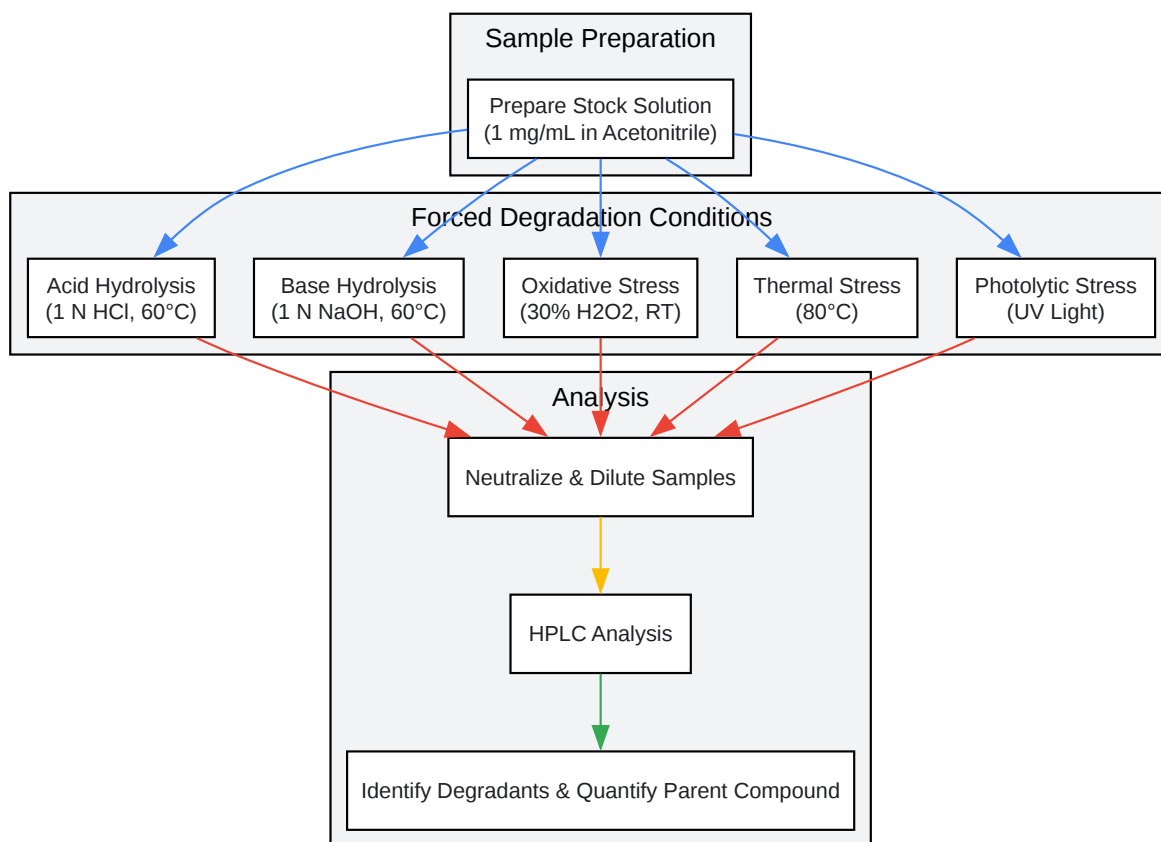 Sample Preparation
Prepare Stock Solution
(1 mg/mL in Acetonitrile)
Forced Degradation Conditions
Acid Hydrolysis
(1 N HCl, 60°C)
Base Hydrolysis
(1 N NaOH, 60°C)
Oxidative Stress
(30% H2O2, RT)
Thermal Stress
(80°C)
Photolytic Stress
(UV Light)
Analysis
Neutralize & Dilute Samples
HPLC Analysis
Identify Degradants & Quantify Parent Compound